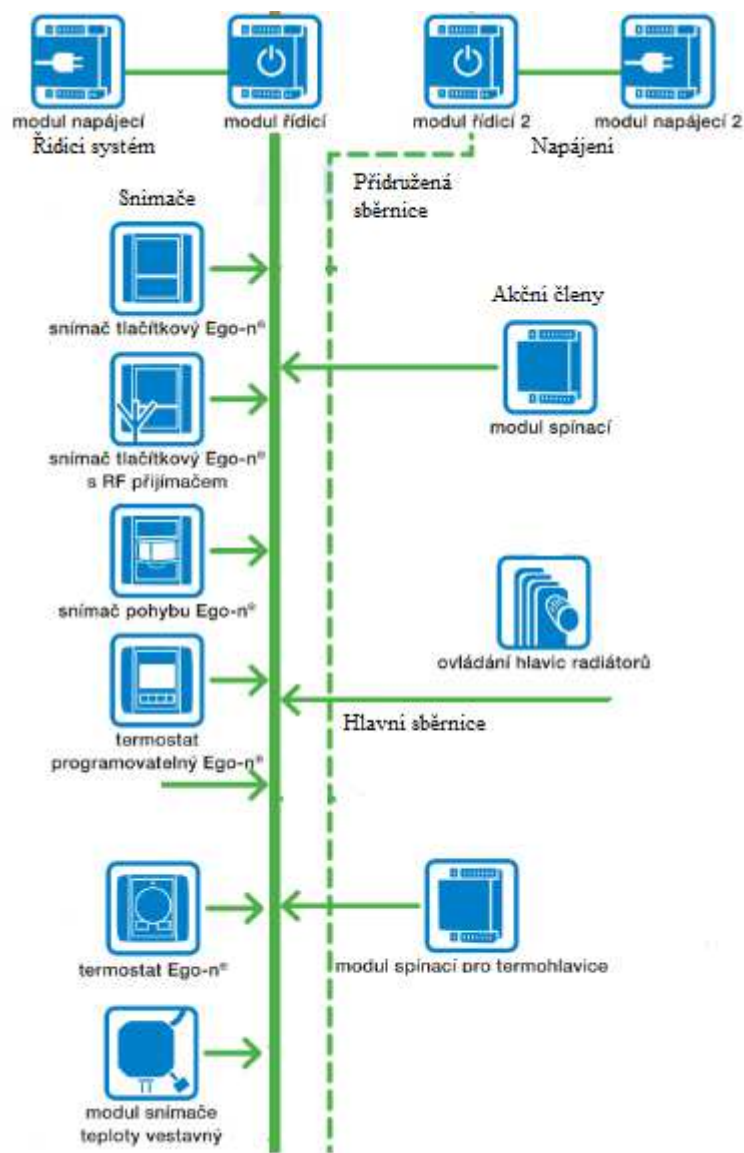 modul napájecí
modul řídicí
modul řídicí 2
modul napájecí 2
Řídicí systém
Napájení
Přidružená
sběrnice
Snímače
snímač tlačítkový Ego-n®
Akční členy
modul spínací
snímač tlačítkový Ego-n®
s RF přijímačem
snímač pohybu Ego-n®
ovládání hlavic radiátorů
Hlavní sběrnice
termostat
programovatelný Ego-n®
termostat Ego-n®
modul spínací pro termohlavice
modul snímače
teploty vestavný